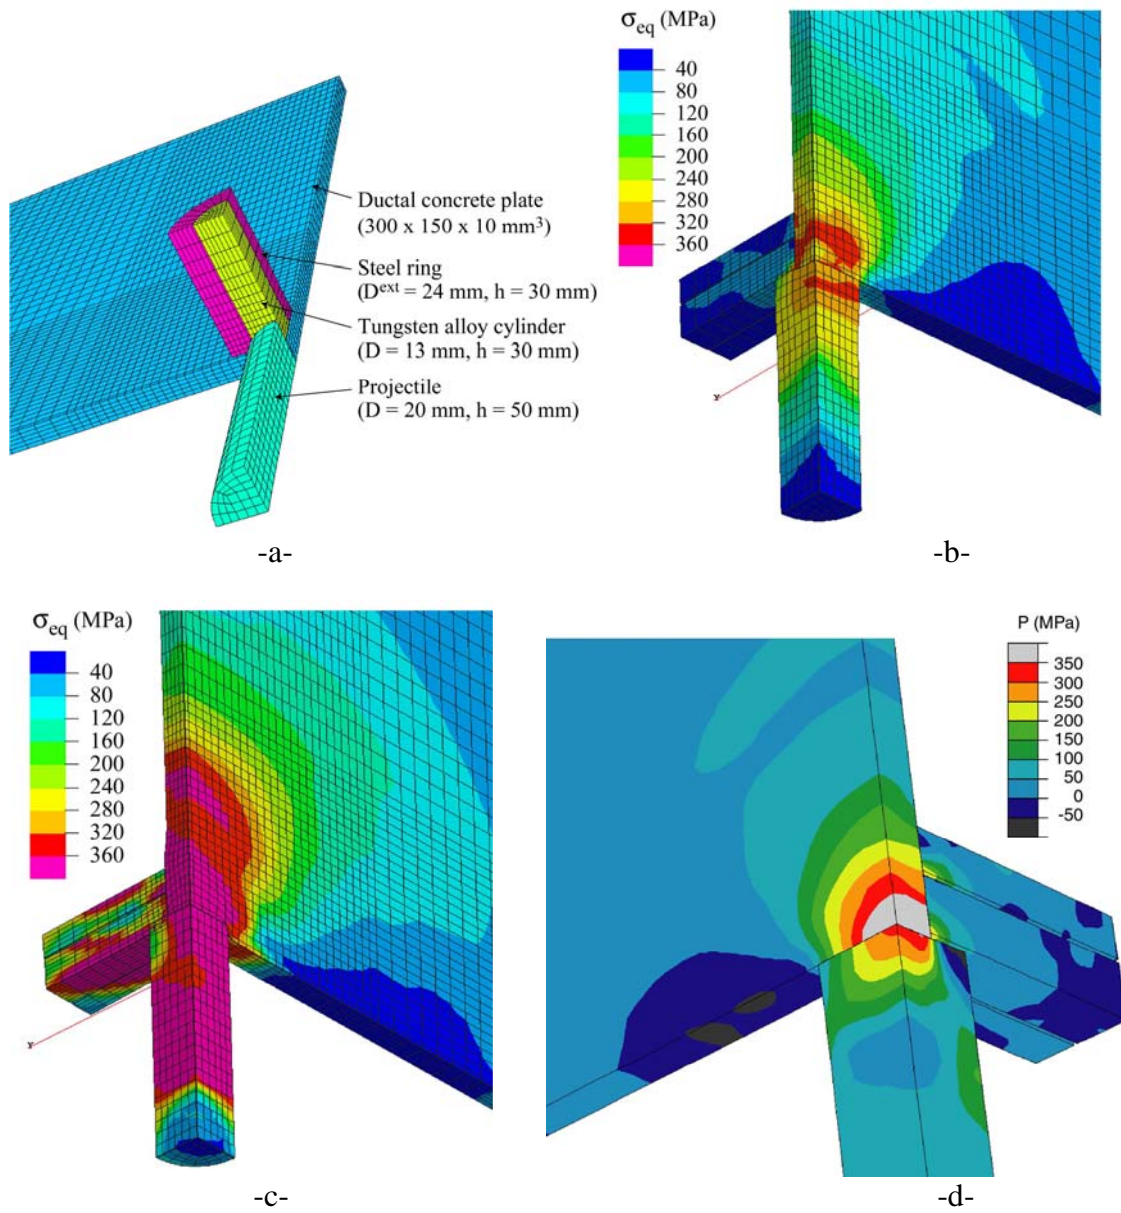 Ductal concrete plate
(300 x 150 x 10 mm³)
Steel ring
(Dᵉˣᵗ = 24 mm, h = 30 mm)
Tungsten alloy cylinder
(D = 13 mm, h = 30 mm)
Projectile
(D = 20 mm, h = 50 mm)
-a-
σeq (MPa)
40
80
120
160
200
240
280
320
360
Y
-b-
σeq (MPa)
40
80
120
160
200
240
280
320
360
Y
-c-
P (MPa)
350
300
250
200
150
100
50
0
-50
-d-